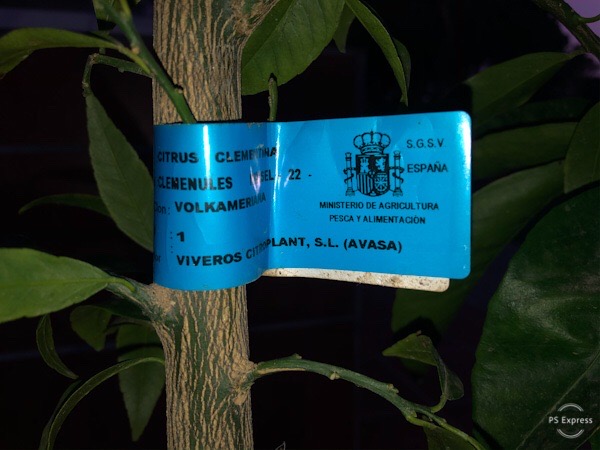 CITRUS CLEMENTINA
CLEMENULES 22 -
VOLKAMERIANA
: 1
VIVEROS CITROPLANT, S.L. (AVASA)
S.G.S.V.
ESPAÑA
MINISTERIO DE AGRICULTURA
PESCA Y ALIMENTACIÓN
PS Express